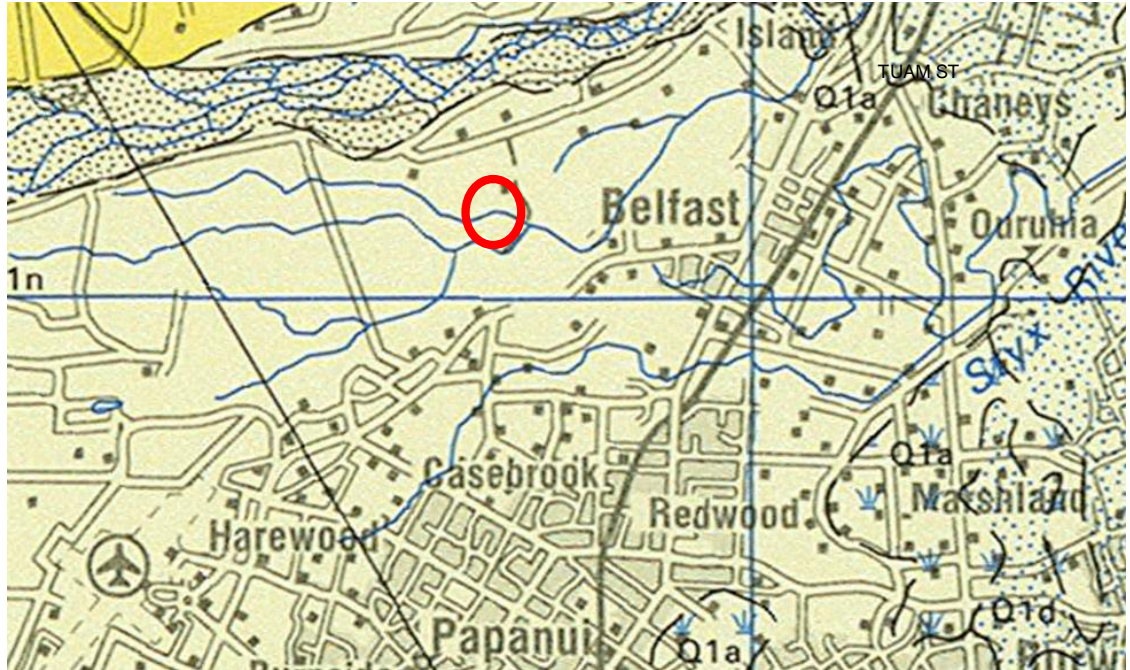 Island
TUAM ST
Q1a
Chaneys
Belfast
Ouruhia
1n
River
Styx
Casebrook
Q1a
Harewood
Redwood
Marshland
Q1d
Papanui
Q1a